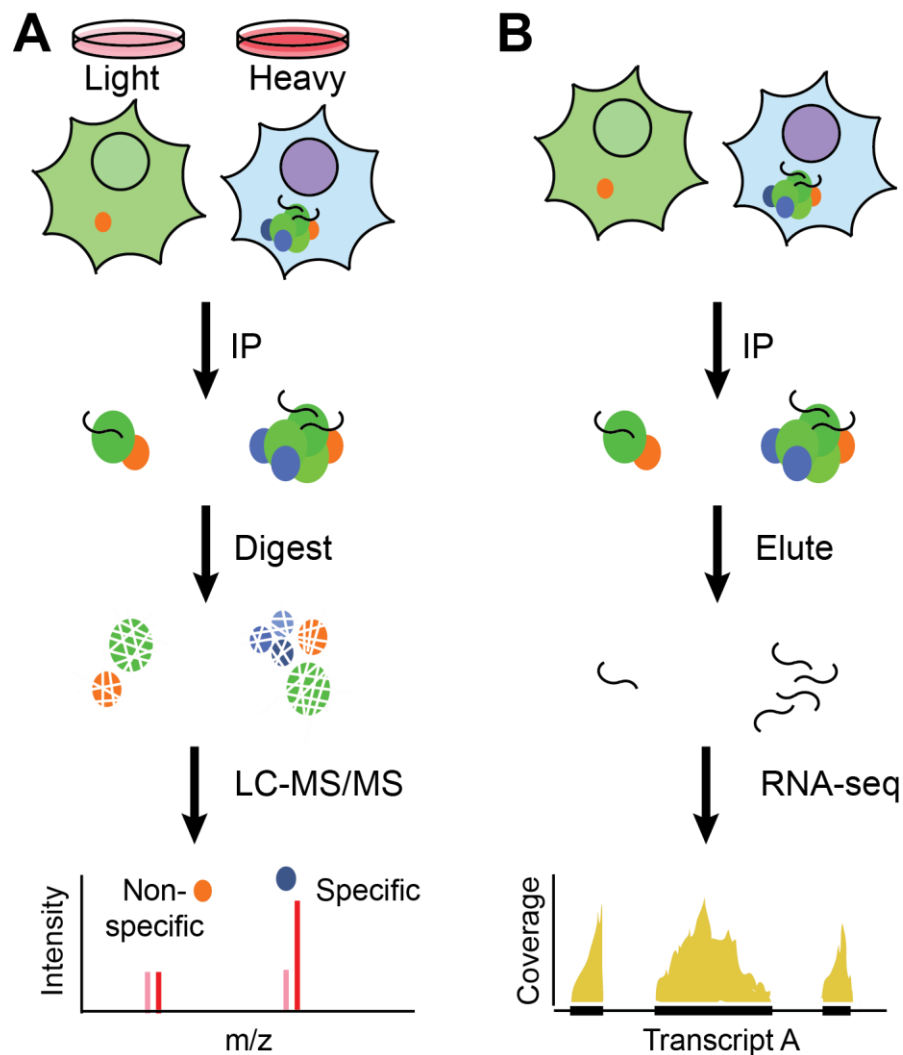 A
Light
Heavy
IP
Digest
LC-MS/MS
Intensity
Non-
specific
Specific
m/z
B
IP
Elute
RNA-seq
Coverage
Transcript A